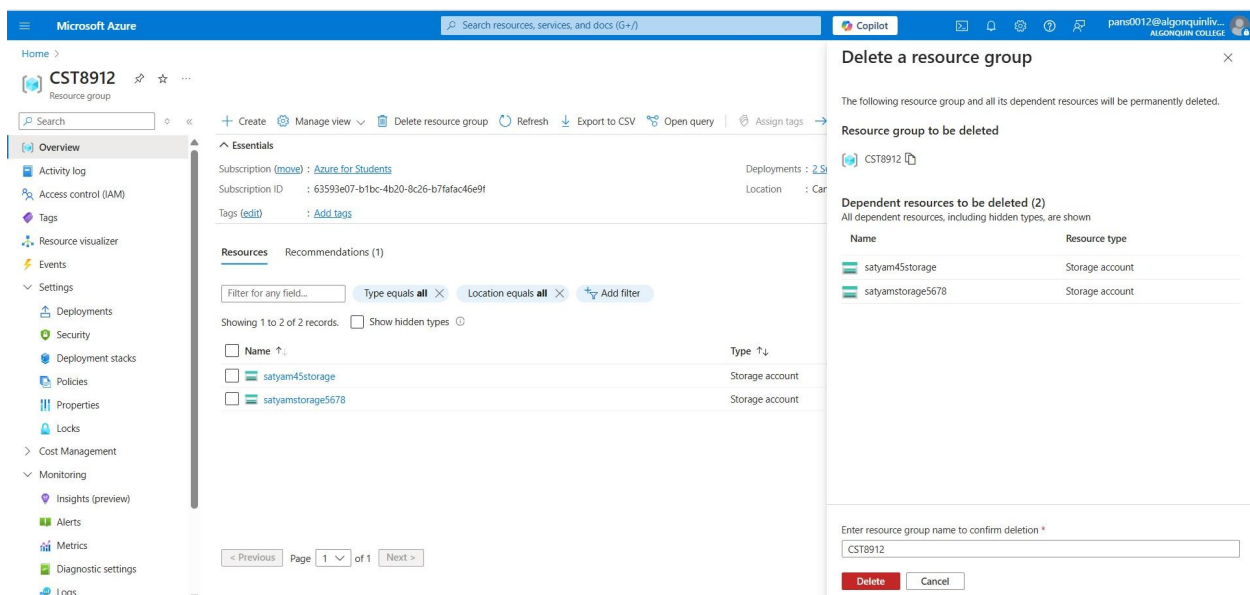 Microsoft Azure
Search resources, services, and docs (G+/)
Copilot
pans0012@algonquinliv...
ALGONQUIN COLLEGE
Home >
CST8912
Resource group
Search
Overview
Activity log
Access control (IAM)
Tags
Resource visualizer
Events
Settings
Deployments
Security
Deployment stacks
Policies
Properties
Locks
Cost Management
Monitoring
Insights (preview)
Alerts
Metrics
Diagnostic settings
Logs
Create Manage view Delete resource group Refresh Export to CSV Open query Assign tags
Essentials
Subscription (move) : Azure for Students
Subscription ID : 63593e07-b1bc-4b20-8c26-b7fafac46e9f
Tags (edit) : Add tags
Deployments : 2 S
Location : Can
Resources Recommendations (1)
Filter for any field... Type equals all Location equals all Add filter
Showing 1 to 2 of 2 records. Show hidden types
Name Type
satyam45storage Storage account
satyamstorage5678 Storage account
< Previous Page 1 of 1 Next >
Delete a resource group
The following resource group and all its dependent resources will be permanently deleted.
Resource group to be deleted
CST8912
Dependent resources to be deleted (2)
All dependent resources, including hidden types, are shown
Name Resource type
satyam45storage Storage account
satyamstorage5678 Storage account
Enter resource group name to confirm deletion *
CST8912
Delete Cancel